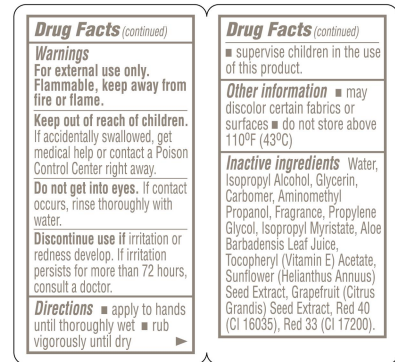 Drug Facts (continued)
Warnings
For external use only.
Flammable, keep away from
fire or flame.
Keep out of reach of children.
If accidentally swallowed, get
medical help or contact a Poison
Control Center right away.
Do not get into eyes. If contact
occurs, rinse thoroughly with
water.
Discontinue use if irritation or
redness develop. If irritation
persists for more than 72 hours,
consult a doctor.
Directions ■ apply to hands
until thoroughly wet ■ rub
vigorously until dry
Drug Facts (continued)
■ supervise children in the use
of this product.
Other information ■ may
discolor certain fabrics or
surfaces ■ do not store above
110ºF (43ºC)
Inactive ingredients Water,
Isopropyl Alcohol, Glycerin,
Carbomer, Aminomethyl
Propanol, Fragrance, Propylene
Glycol, Isopropyl Myristate, Aloe
Barbadensis Leaf Juice,
Tocopheryl (Vitamin E) Acetate,
Sunflower (Helianthus Annuus)
Seed Extract, Grapefruit (Citrus
Grandis) Seed Extract, Red 40
(CI 16035), Red 33 (CI 17200).